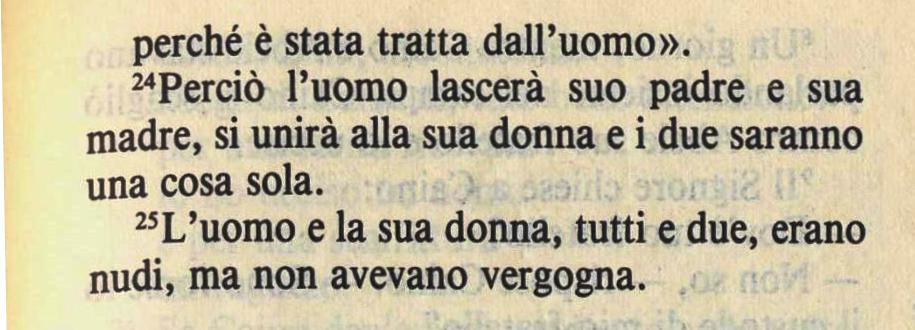 perché è stata tratta dall'uomo».
²⁴Perciò l'uomo lascerà suo padre e sua
madre, si unirà alla sua donna e i due saranno
una cosa sola.
²⁵L'uomo e la sua donna, tutti e due, erano
nudi, ma non avevano vergogna.